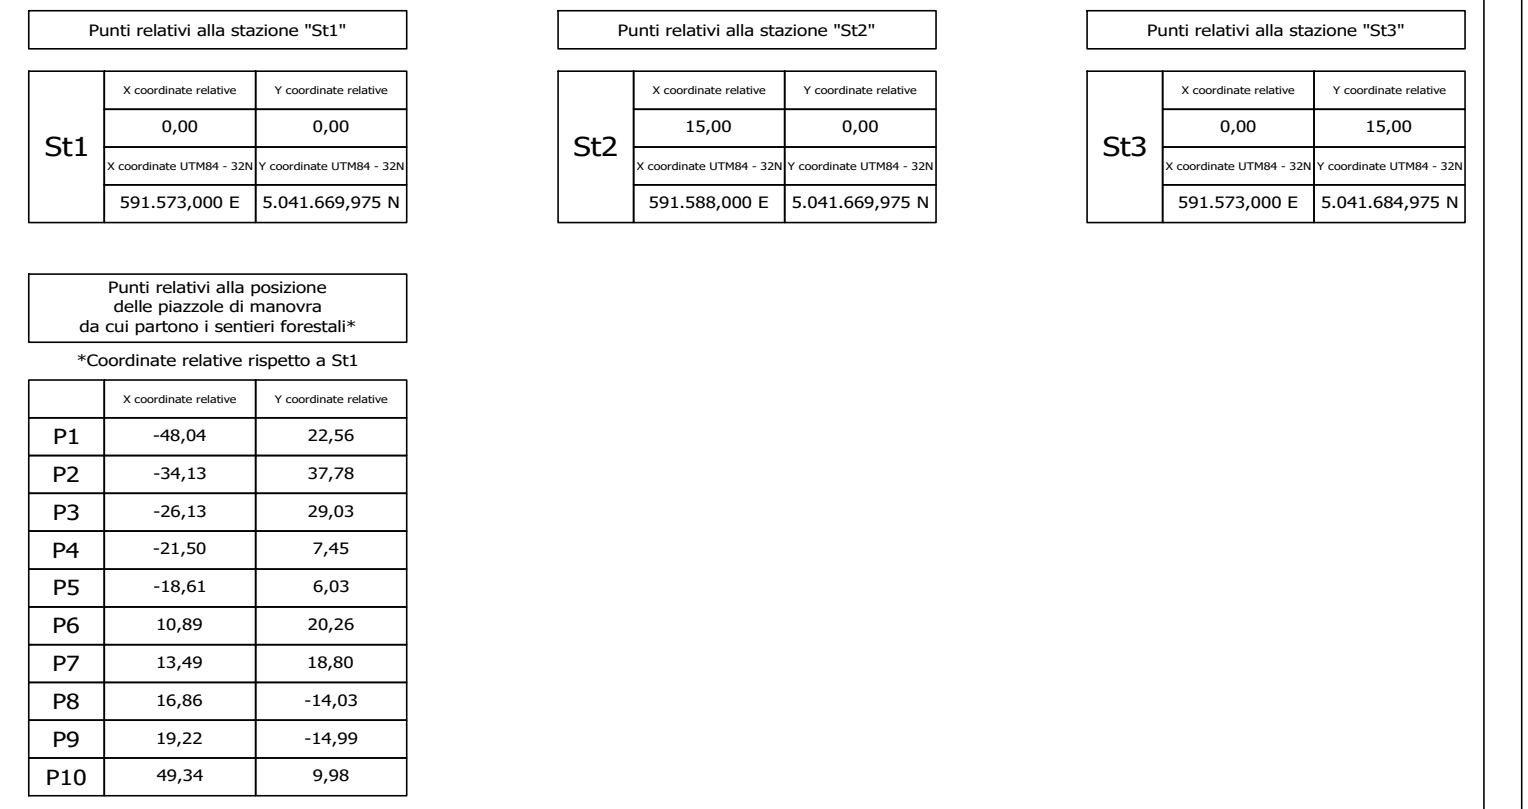 Punti relativi alla stazione "St1"
St1
X coordinate relative Y coordinate relative
0,00 0,00
X coordinate UTM84 - 32N Y coordinate UTM84 - 32N
591.573,000 E 5.041.669,975 N
Punti relativi alla stazione "St2"
St2
X coordinate relative Y coordinate relative
15,00 0,00
X coordinate UTM84 - 32N Y coordinate UTM84 - 32N
591.588,000 E 5.041.669,975 N
Punti relativi alla stazione "St3"
St3
X coordinate relative Y coordinate relative
0,00 15,00
X coordinate UTM84 - 32N Y coordinate UTM84 - 32N
591.573,000 E 5.041.684,975 N
Punti relativi alla posizione
delle piazzole di manovra
da cui partono i sentieri forestali*
*Coordinate relative rispetto a St1
X coordinate relative Y coordinate relative
P1 -48,04 22,56
P2 -34,13 37,78
P3 -26,13 29,03
P4 -21,50 7,45
P5 -18,61 6,03
P6 10,89 20,26
P7 13,49 18,80
P8 16,86 -14,03
P9 19,22 -14,99
P10 49,34 9,98